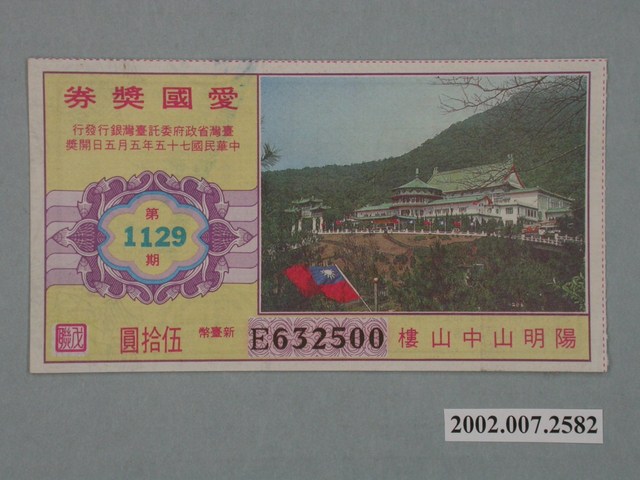 愛國獎券
臺灣省政府委託臺灣銀行發行
中華民國七十五年五月五日開獎
第
1129
期
新臺幣 伍拾圓
E632500
陽明山中山樓
2002.007.2582